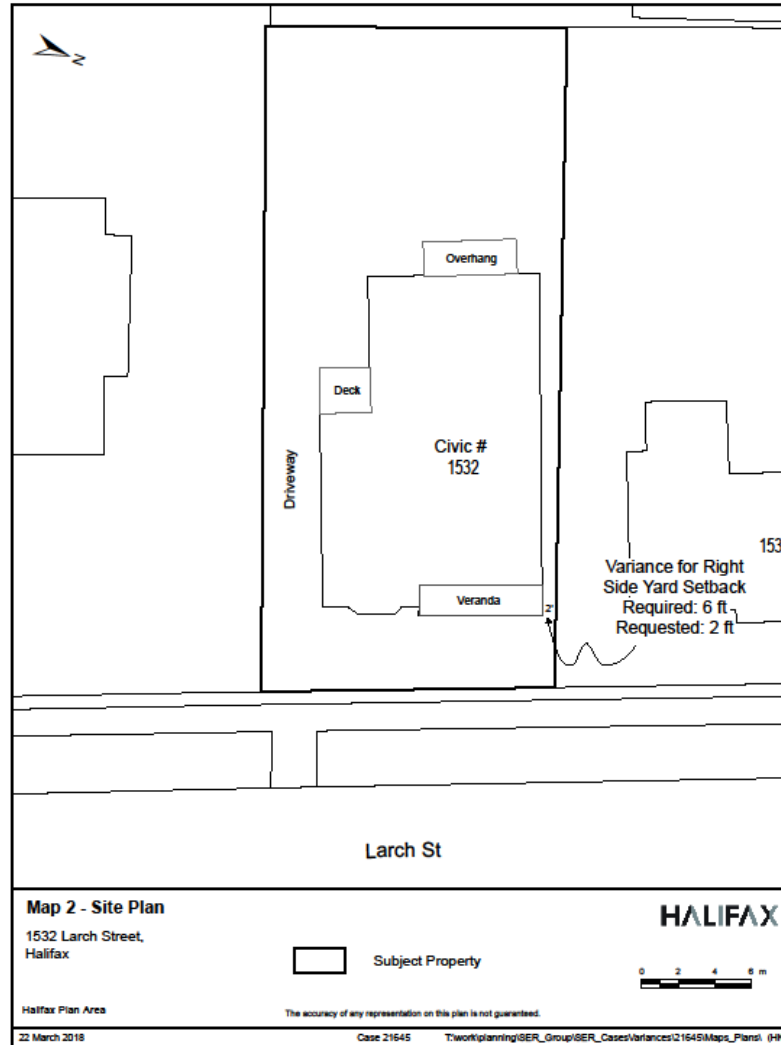 N
Overhang
Deck
Civic #
1532
Driveway
153
Variance for Right
Side Yard Setback
Required: 6 ft
Requested: 2 ft
Veranda
2'
Larch St
Map 2 - Site Plan
1532 Larch Street,
Halifax
HALIFAX
Subject Property
0 2 4 6 m
Halifax Plan Area
The accuracy of any representation on this plan is not guaranteed.
22 March 2018
Case 21645
T:\work\planning\SER_Group\SER_Cases\Variances\21645\Maps_Plans\